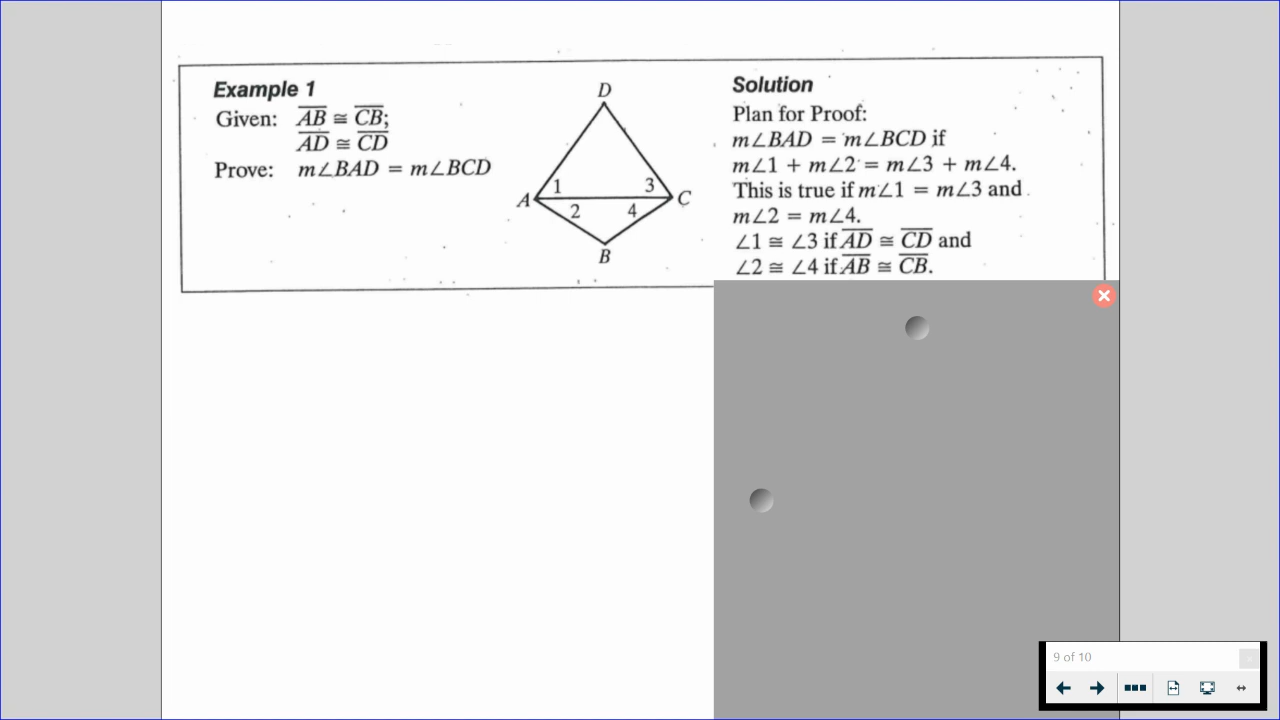 Example 1
Given: AB ≅ CB;
AD ≅ CD
Prove: m∠BAD = m∠BCD
D
1
3
A
C
2
4
B
Solution
Plan for Proof:
m∠BAD = m∠BCD if
m∠1 + m∠2 = m∠3 + m∠4.
This is true if m∠1 = m∠3 and
m∠2 = m∠4.
∠1 ≅ ∠3 if AD ≅ CD and
∠2 ≅ ∠4 if AB ≅ CB.
9 of 10